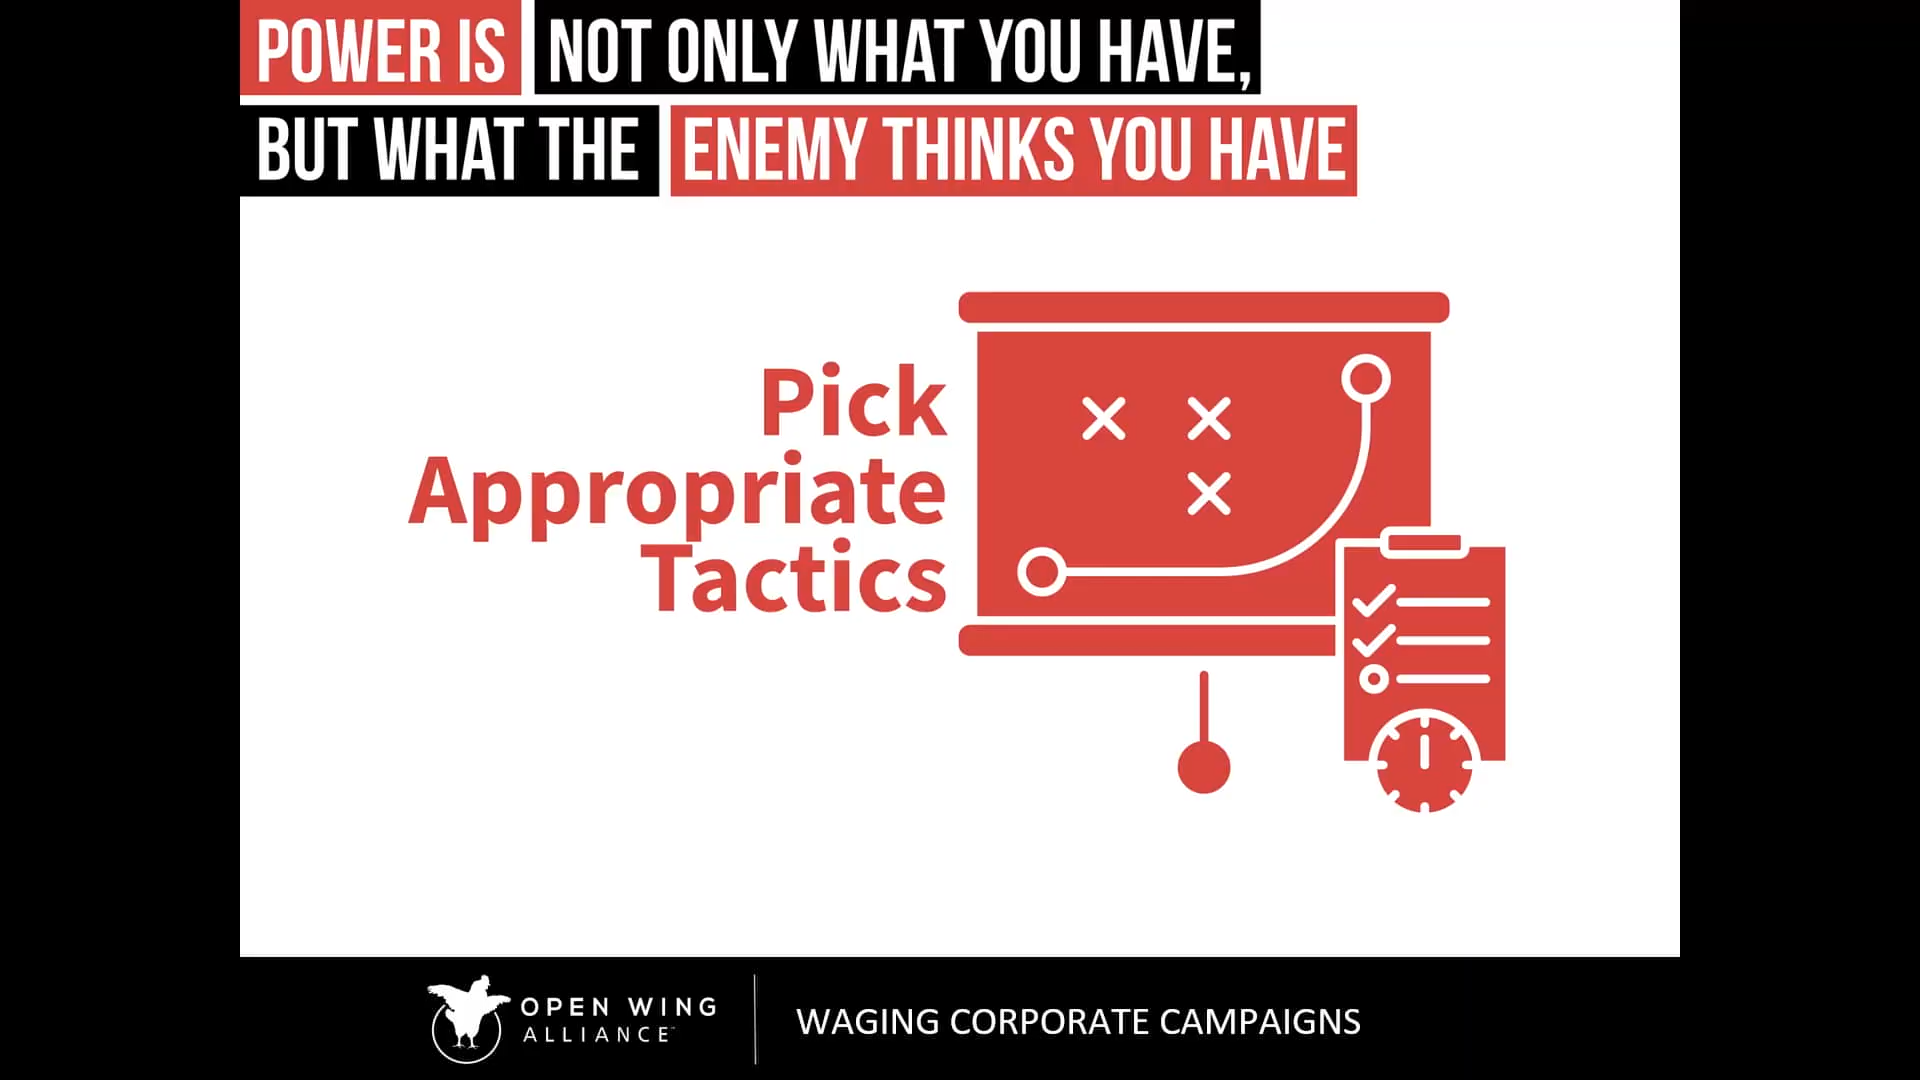 POWER IS NOT ONLY WHAT YOU HAVE,
BUT WHAT THE ENEMY THINKS YOU HAVE
Pick
Appropriate
Tactics
OPEN WING
ALLIANCE™
WAGING CORPORATE CAMPAIGNS